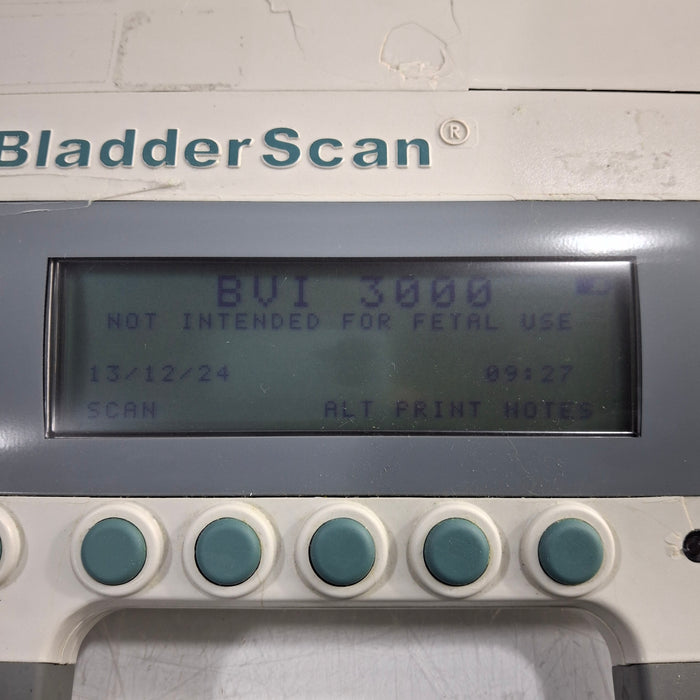 BladderScan®
BVI 3000
NOT INTENDED FOR FETAL USE
13/12/24 09:27
SCAN ALT PRINT NOTES